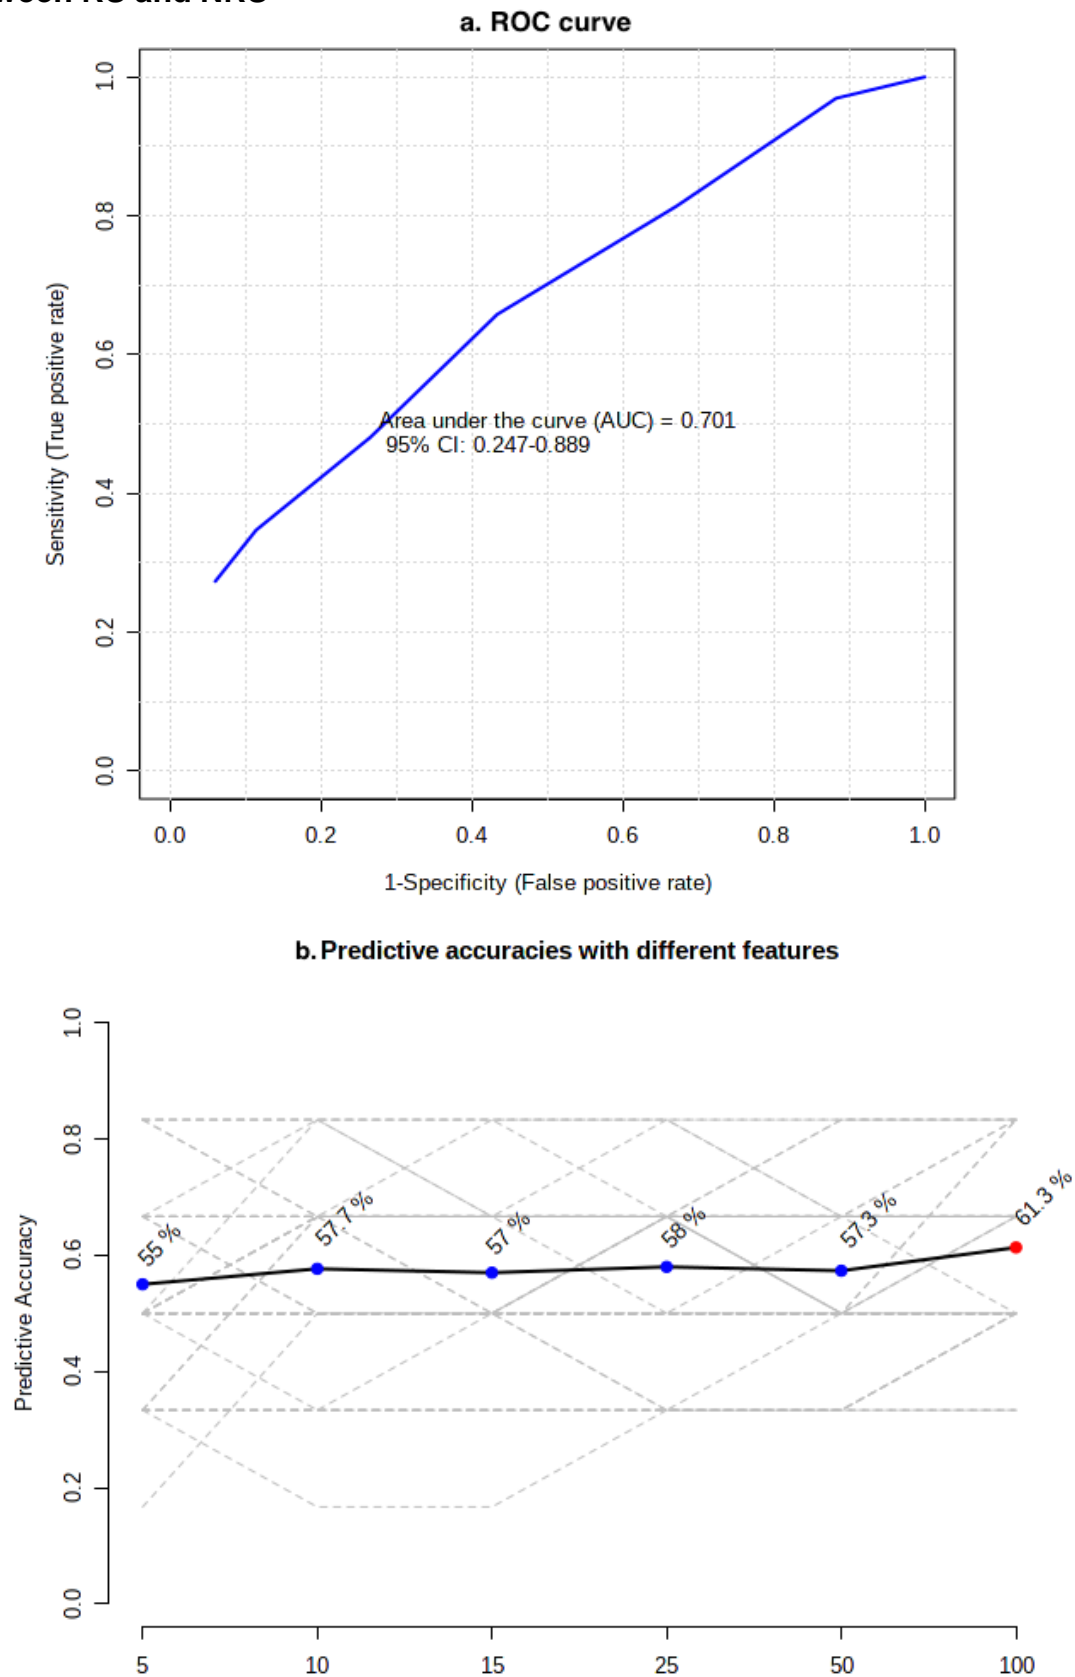 a. ROC curve
1.0
0.8
0.6
0.4
0.2
0.0
Sensitivity (True positive rate)
Area under the curve (AUC) = 0.701
95% CI: 0.247-0.889
0.0 0.2 0.4 0.6 0.8 1.0
1-Specificity (False positive rate)
b. Predictive accuracies with different features
1.0
0.8
0.6
0.4
0.2
0.0
Predictive Accuracy
55 % 57.7 % 57 % 58 % 57.3 % 61.3 %
5 10 15 25 50 100